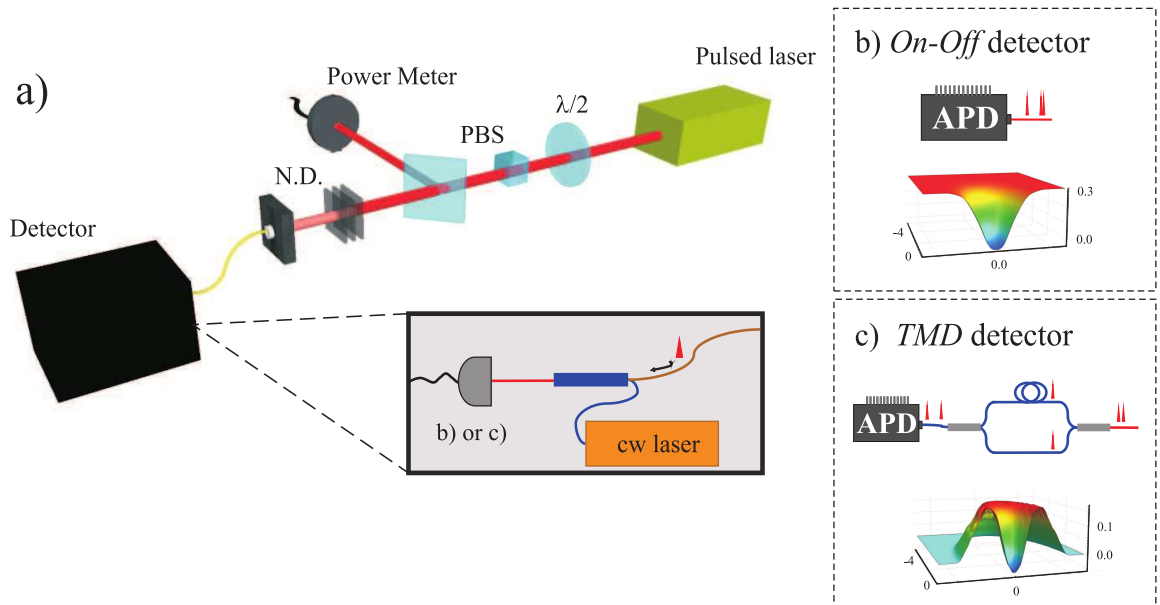 a)
Power Meter
Pulsed laser
λ/2
PBS
N.D.
Detector
b) or c)
cw laser
b) On-Off detector
APD
0.3
0.0
-4
0
0.0
c) TMD detector
APD
0.1
0.0
-4
0
0